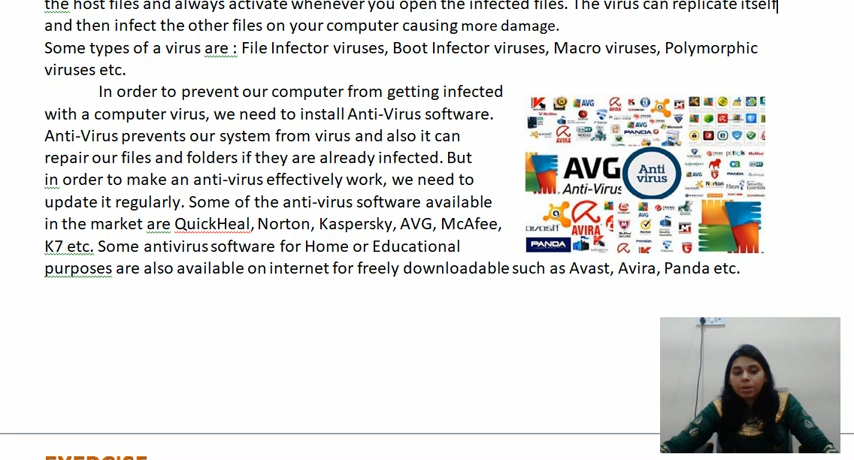 the host files and always activate whenever you open the infected files. The virus can replicate itself
and then infect the other files on your computer causing more damage.
Some types of a virus are : File Infector viruses, Boot Infector viruses, Macro viruses, Polymorphic
viruses etc.
In order to prevent our computer from getting infected
with a computer virus, we need to install Anti-Virus software.
Anti-Virus prevents our system from virus and also it can
repair our files and folders if they are already infected. But
in order to make an anti-virus effectively work, we need to
update it regularly. Some of the anti-virus software available
in the market are QuickHeal, Norton, Kaspersky, AVG, McAfee,
K7 etc. Some antivirus software for Home or Educational
purposes are also available on internet for freely downloadable such as Avast, Avira, Panda etc.
AVG
AVIRA
PANDA
AVG
Anti-Virus
Anti
virus
Norton
avast!
AVIRA
PANDA
EXERCISE